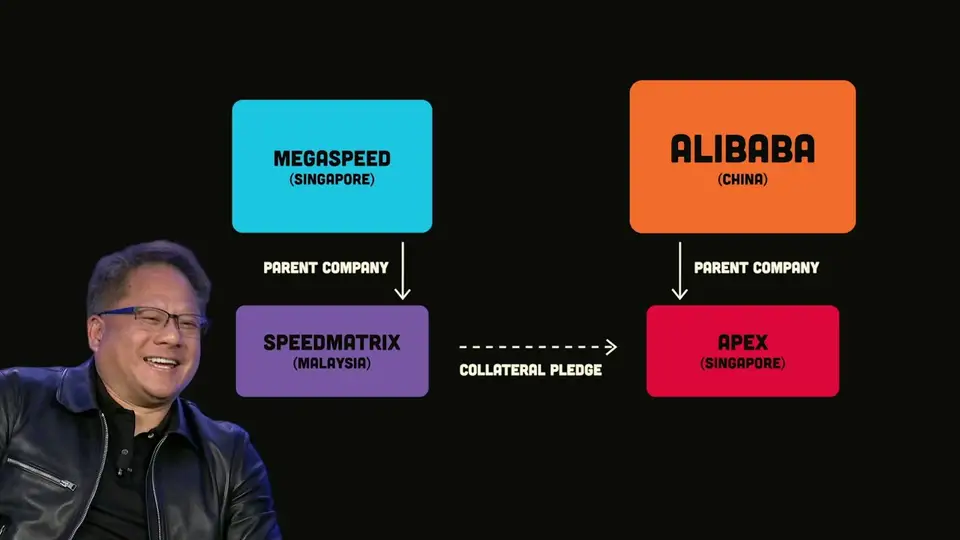 MEGASPEED
(SINGAPORE)
ALIBABA
(CHINA)
PARENT COMPANY
PARENT COMPANY
SPEEDMATRIX
(MALAYSIA)
COLLATERAL PLEDGE
APEX
(SINGAPORE)